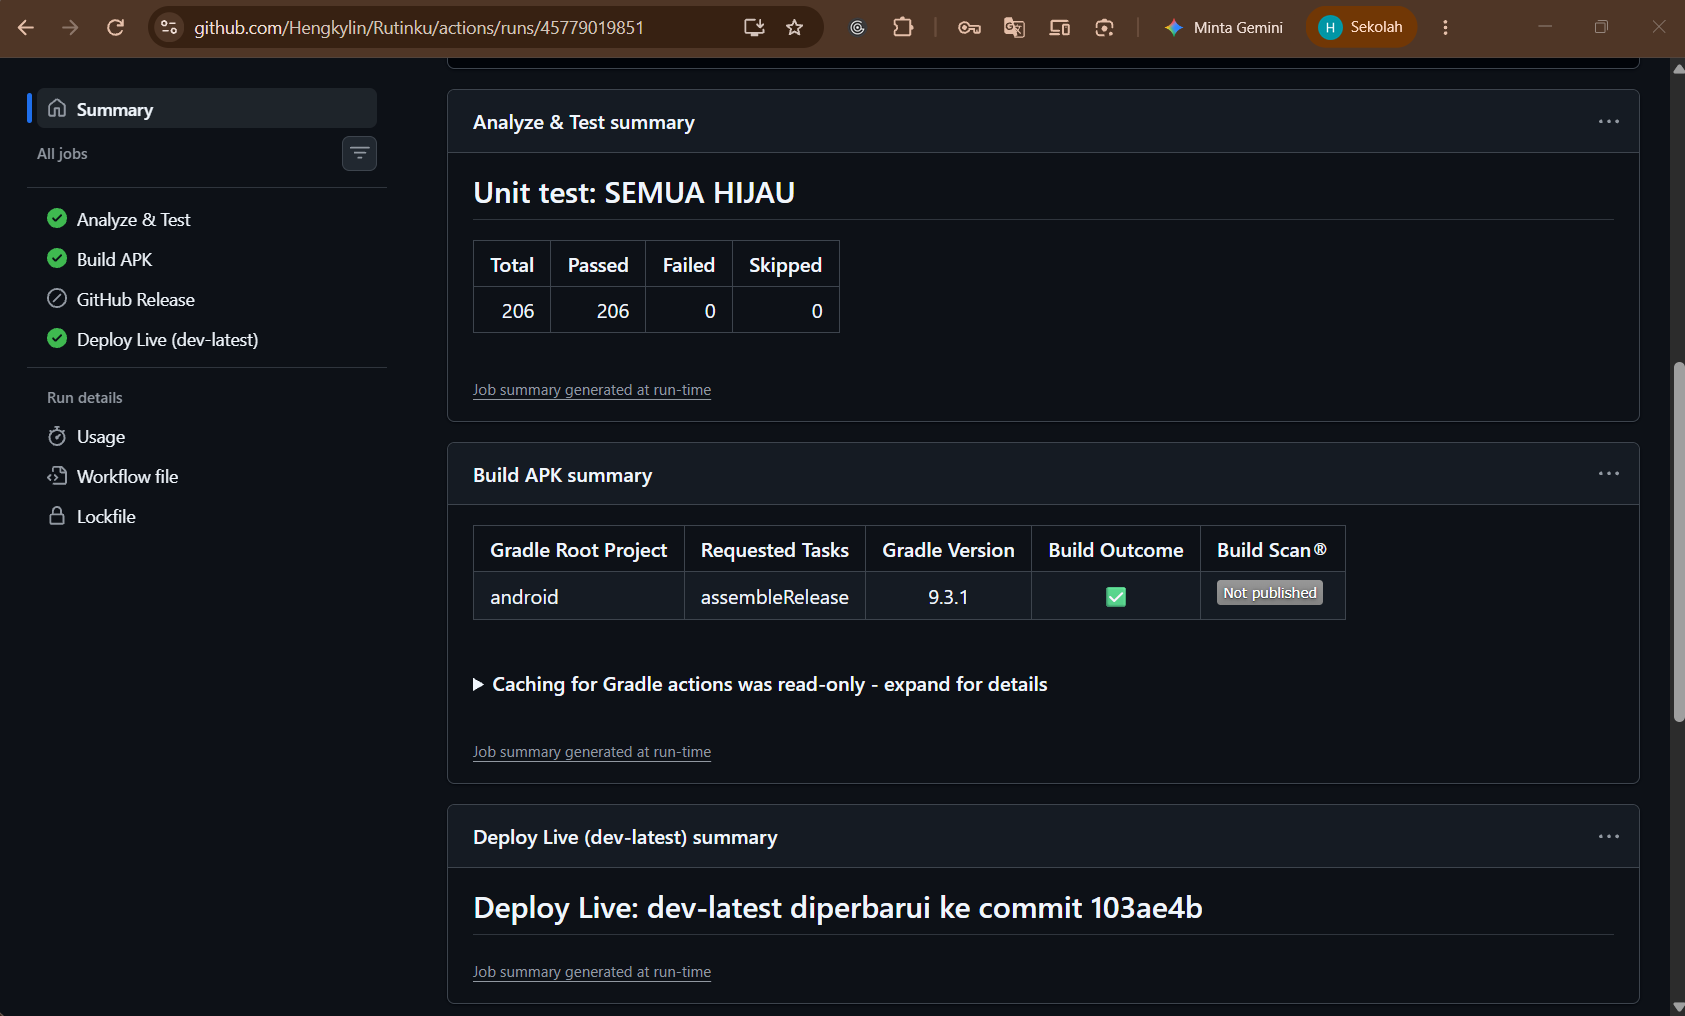 github.com/Hengkylin/Rutinku/actions/runs/45779019851
Minta Gemini
H
Sekolah
Summary
All jobs
Analyze & Test
Build APK
GitHub Release
Deploy Live (dev-latest)
Run details
Usage
Workflow file
Lockfile
Analyze & Test summary
Unit test: SEMUA HIJAU
Total Passed Failed Skipped
206 206 0 0
Job summary generated at run-time
Build APK summary
Gradle Root Project Requested Tasks Gradle Version Build Outcome Build Scan®
android assembleRelease 9.3.1 ✅ Not published
Caching for Gradle actions was read-only - expand for details
Job summary generated at run-time
Deploy Live (dev-latest) summary
Deploy Live: dev-latest diperbarui ke commit 103ae4b
Job summary generated at run-time